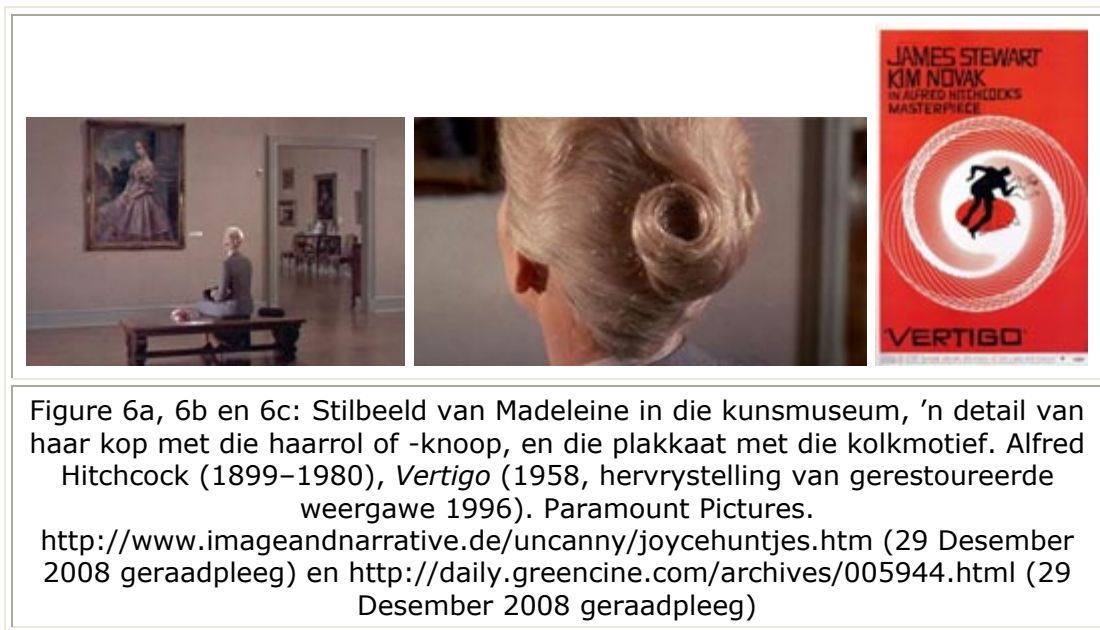 JAMES STEWART
KIM NOVAK
IN ALFRED HITCHCOCK'S
MASTERPIECE
'VERTIGO'
Figure 6a, 6b en 6c: Stilbeeld van Madeleine in die kunsmuseum, ’n detail van
haar kop met die haarrol of -knoop, en die plakkaat met die kolkmotief. Alfred
Hitchcock (1899–1980), Vertigo (1958, hervrystelling van gerestoureerde
weergawe 1996). Paramount Pictures.
http://www.imageandnarrative.de/uncanny/joycehuntjes.htm (29 Desember
2008 geraadpleeg) en http://daily.greencine.com/archives/005944.html (29
Desember 2008 geraadpleeg)